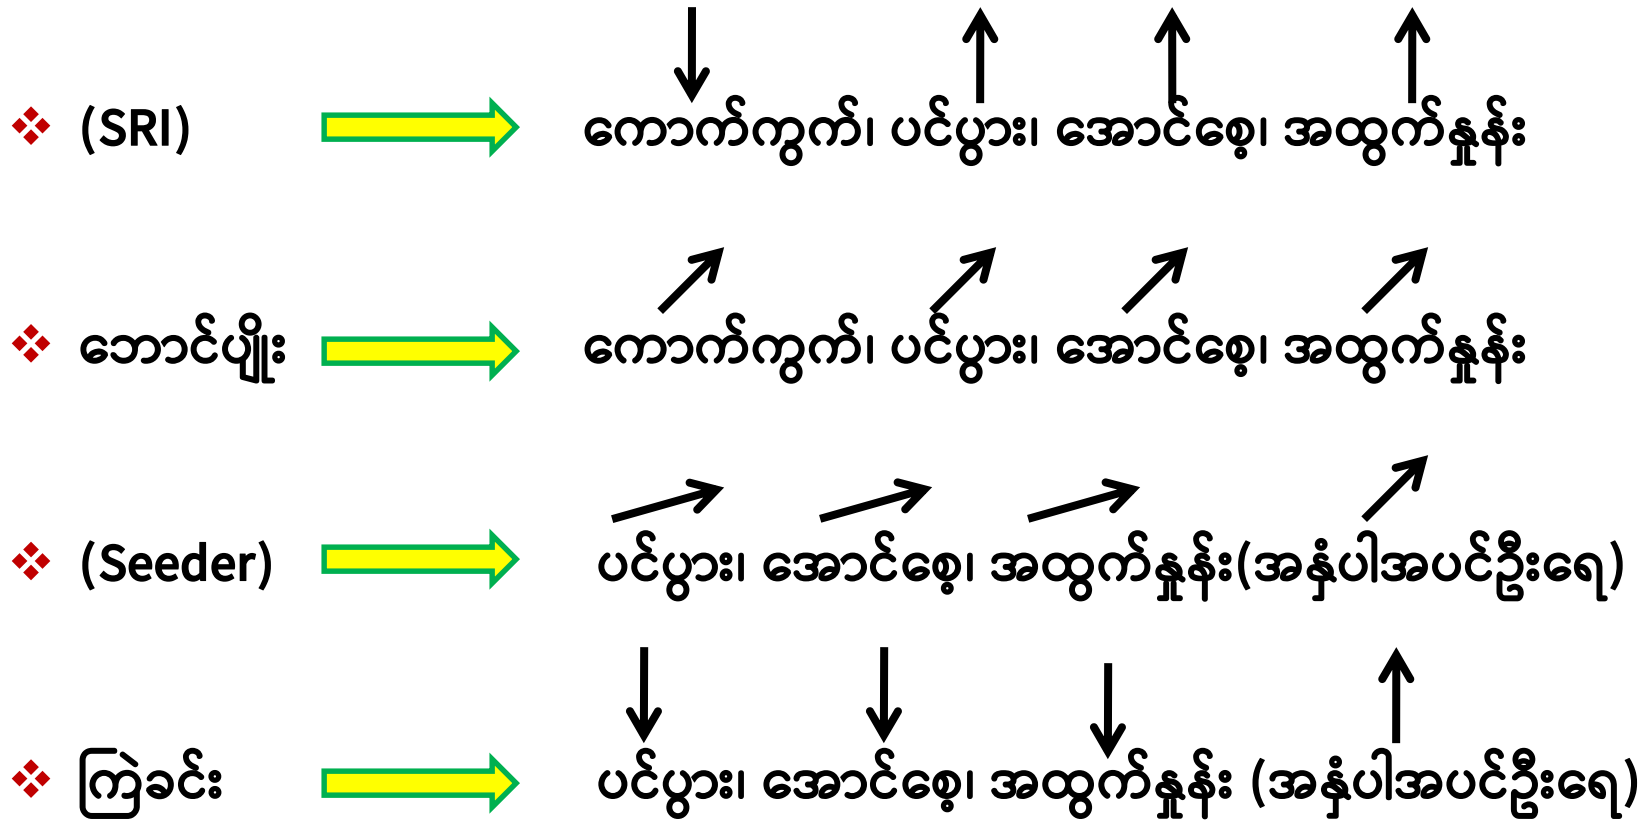 (SRI) ကောက်ကွက်၊ ပင်ပွား၊ အောင်စေ့၊ အထွက်နှုန်း
ဘောင်ပျိုး ကောက်ကွက်၊ ပင်ပွား၊ အောင်စေ့၊ အထွက်နှုန်း
(Seeder) ပင်ပွား၊ အောင်စေ့၊ အထွက်နှုန်း(အနှံပါအပင်ဦးရေ)
ကြဲခင်း ပင်ပွား၊ အောင်စေ့၊ အထွက်နှုန်း (အနှံပါအပင်ဦးရေ)